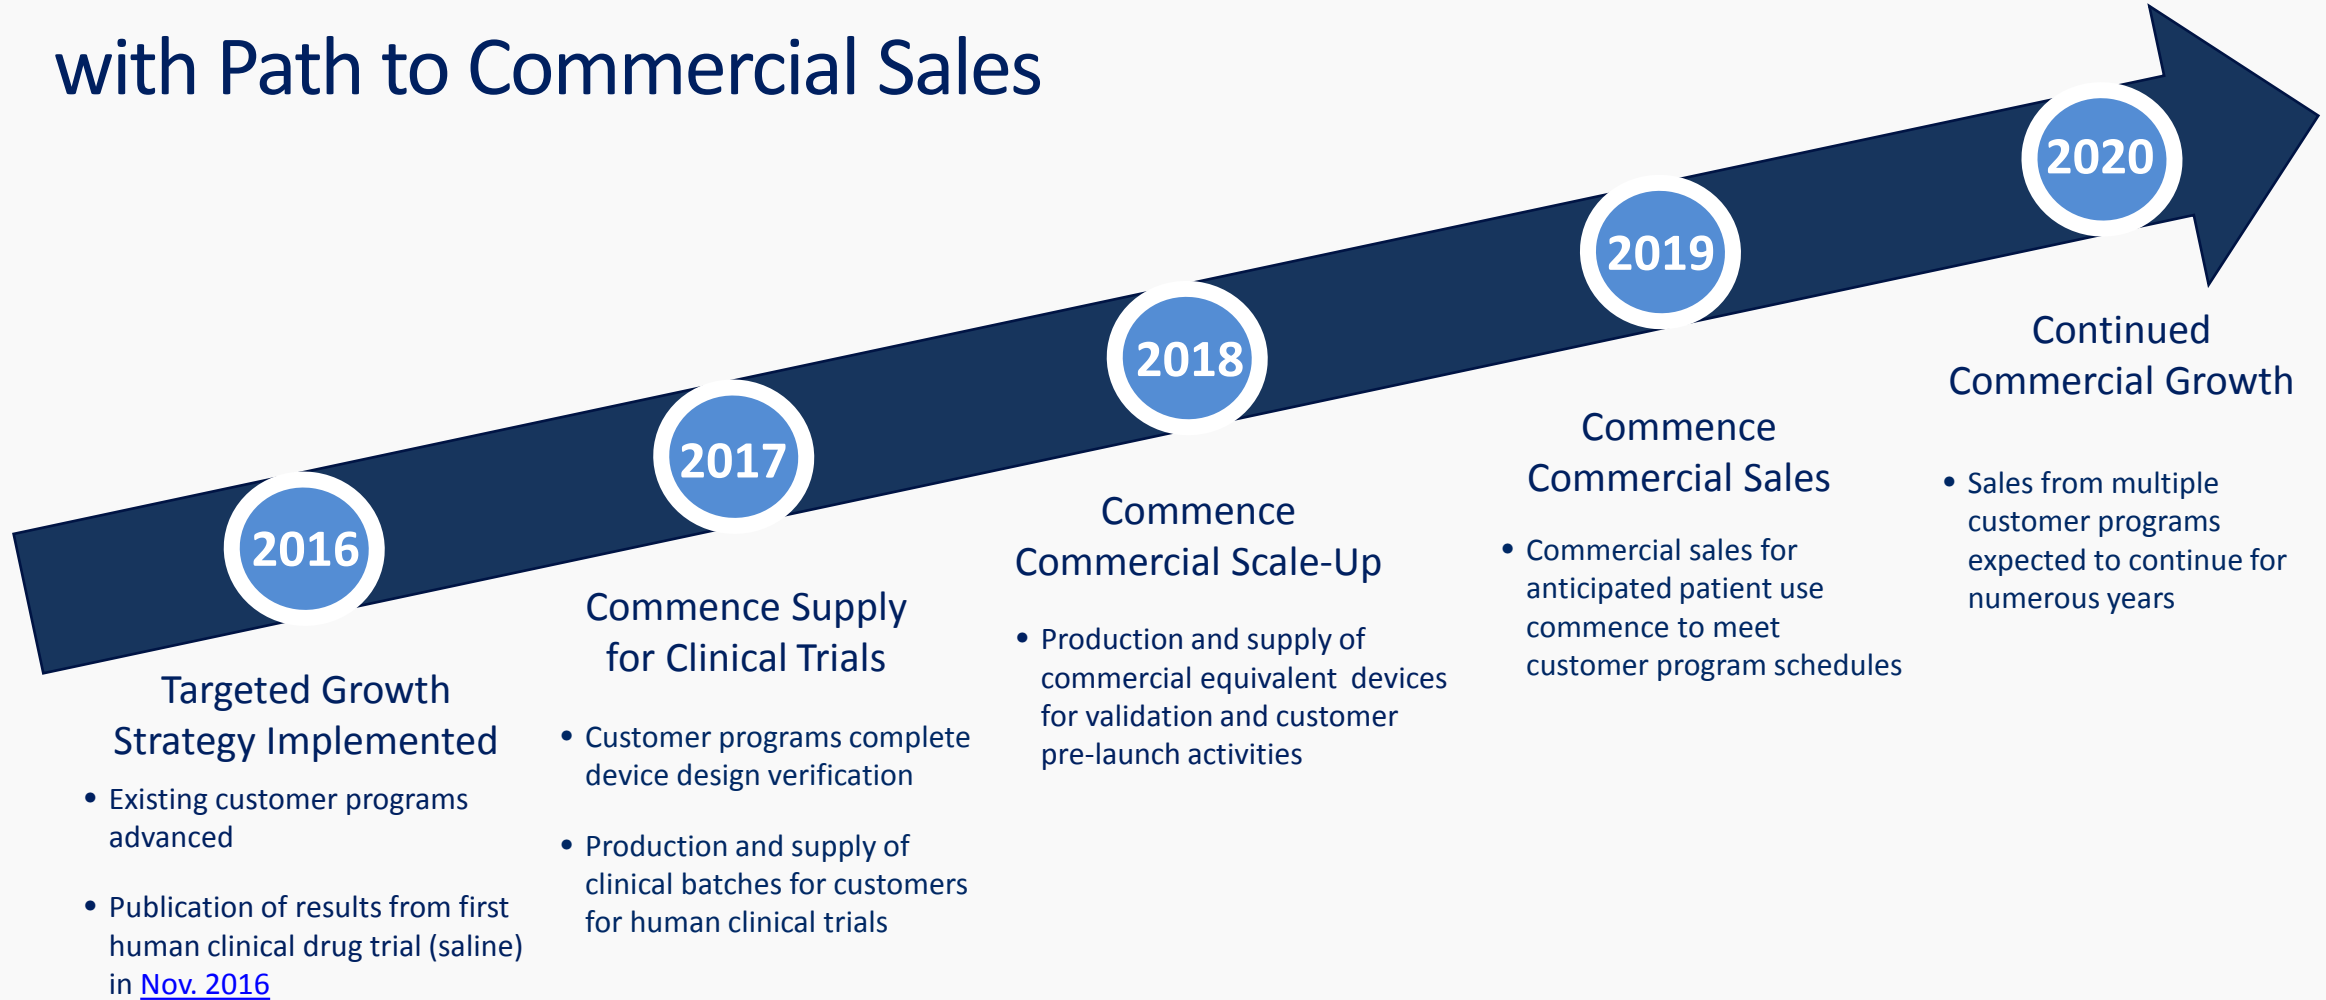 with Path to Commercial Sales
2016
Targeted Growth
Strategy Implemented
• Existing customer programs
advanced
• Publication of results from first
human clinical drug trial (saline)
in Nov. 2016
2017
Commence Supply
for Clinical Trials
• Customer programs complete
device design verification
• Production and supply of
clinical batches for customers
for human clinical trials
2018
Commence
Commercial Scale-Up
• Production and supply of
commercial equivalent devices
for validation and customer
pre-launch activities
2019
Commence
Commercial Sales
• Commercial sales for
anticipated patient use
commence to meet
customer program schedules
2020
Continued
Commercial Growth
• Sales from multiple
customer programs
expected to continue for
numerous years